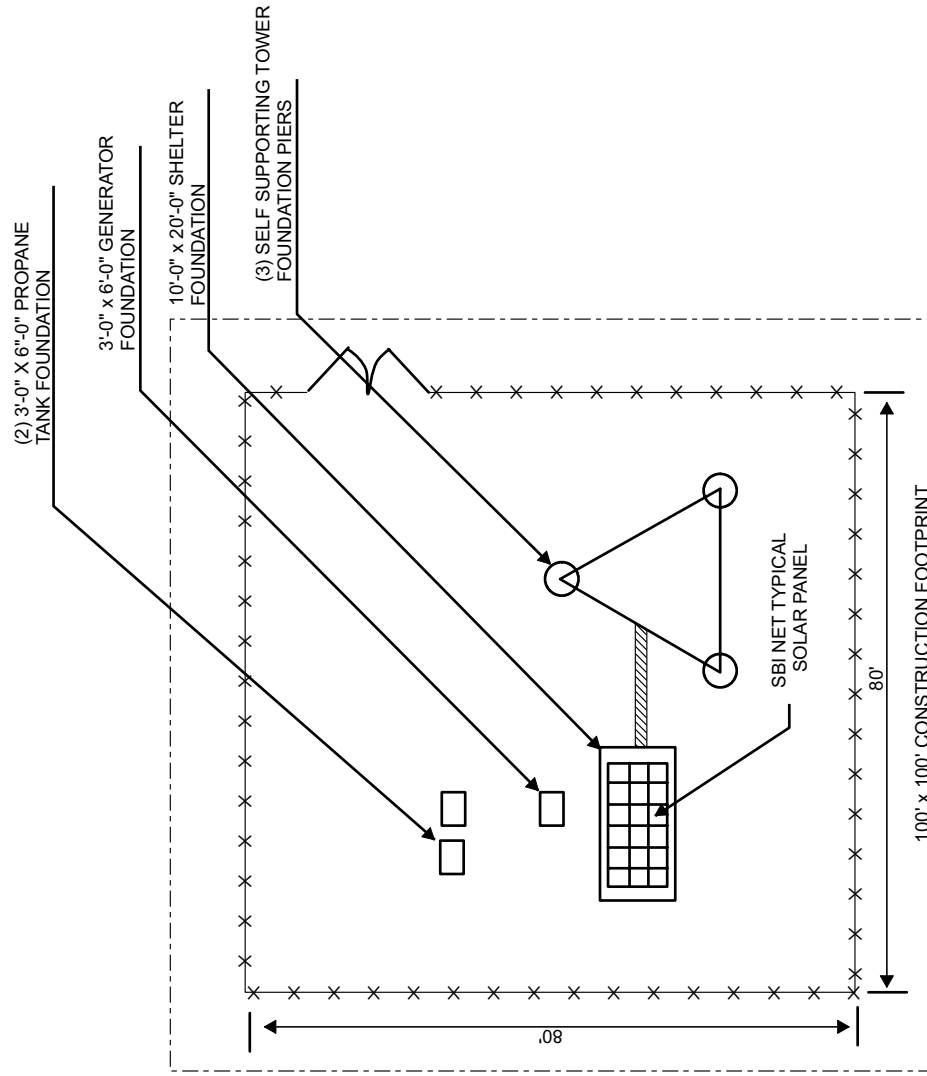 (2) 3'-0" X 6"-0" PROPANE
TANK FOUNDATION
3'-0" x 6'-0" GENERATOR
FOUNDATION
10'-0" x 20'-0" SHELTER
FOUNDATION
(3) SELF SUPPORTING TOWER
FOUNDATION PIERS
SBI NET TYPICAL
SOLAR PANEL
80'
80'
100' x 100' CONSTRUCTION FOOTPRINT